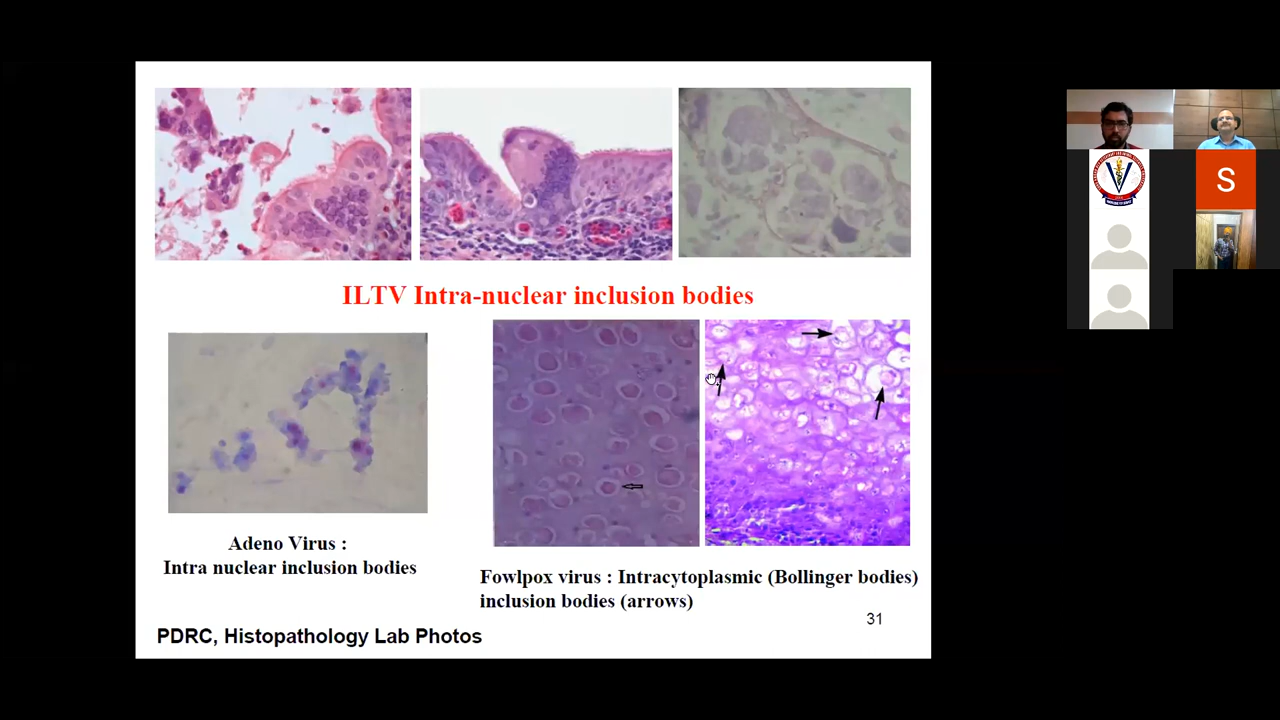 ILTV Intra-nuclear inclusion bodies
Adeno Virus :
Intra nuclear inclusion bodies
Fowlpox virus : Intracytoplasmic (Bollinger bodies)
inclusion bodies (arrows)
31
PDRC, Histopathology Lab Photos
S
V